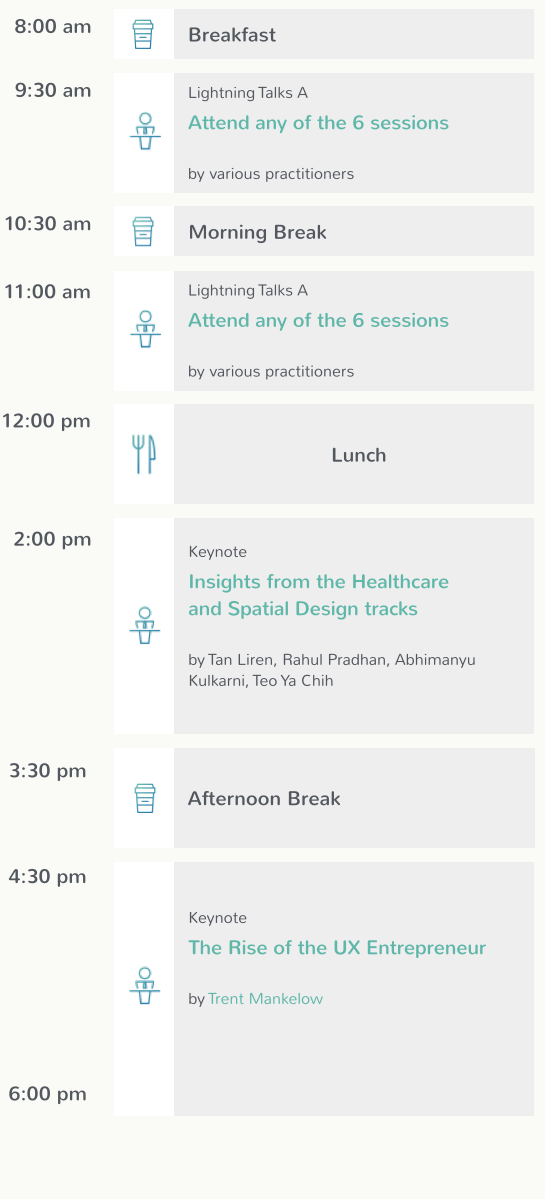 8:00 am
Breakfast
9:30 am
Lightning Talks A
Attend any of the 6 sessions
by various practitioners
10:30 am
Morning Break
11:00 am
Lightning Talks A
Attend any of the 6 sessions
by various practitioners
12:00 pm
Lunch
2:00 pm
Keynote
Insights from the Healthcare
and Spatial Design tracks
by Tan Liren, Rahul Pradhan, Abhimanyu
Kulkarni, Teo Ya Chih
3:30 pm
Afternoon Break
4:30 pm
Keynote
The Rise of the UX Entrepreneur
by Trent Mankelow
6:00 pm